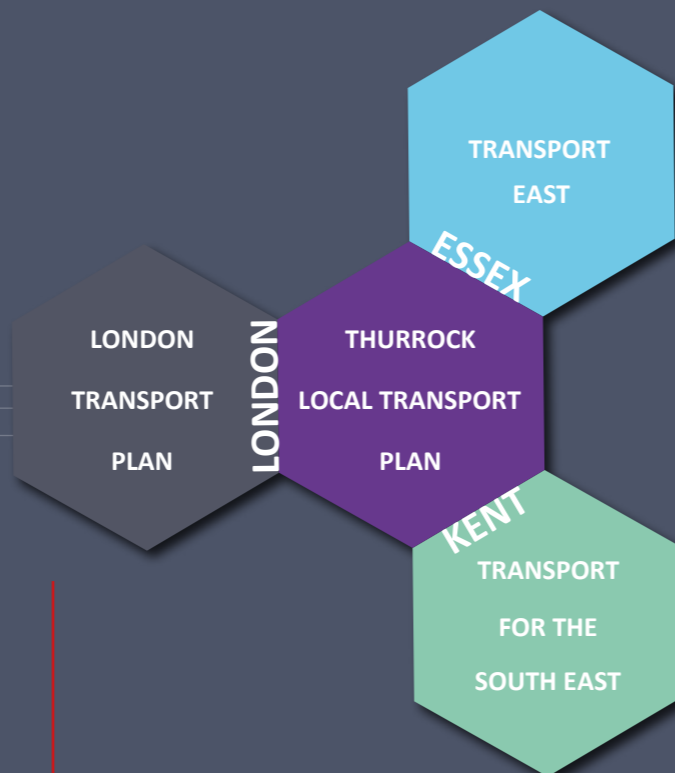 TRANSPORT
EAST
ESSEX
LONDON
TRANSPORT
PLAN
LONDON
THURROCK
LOCAL TRANSPORT
PLAN
KENT
TRANSPORT
FOR THE
SOUTH EAST